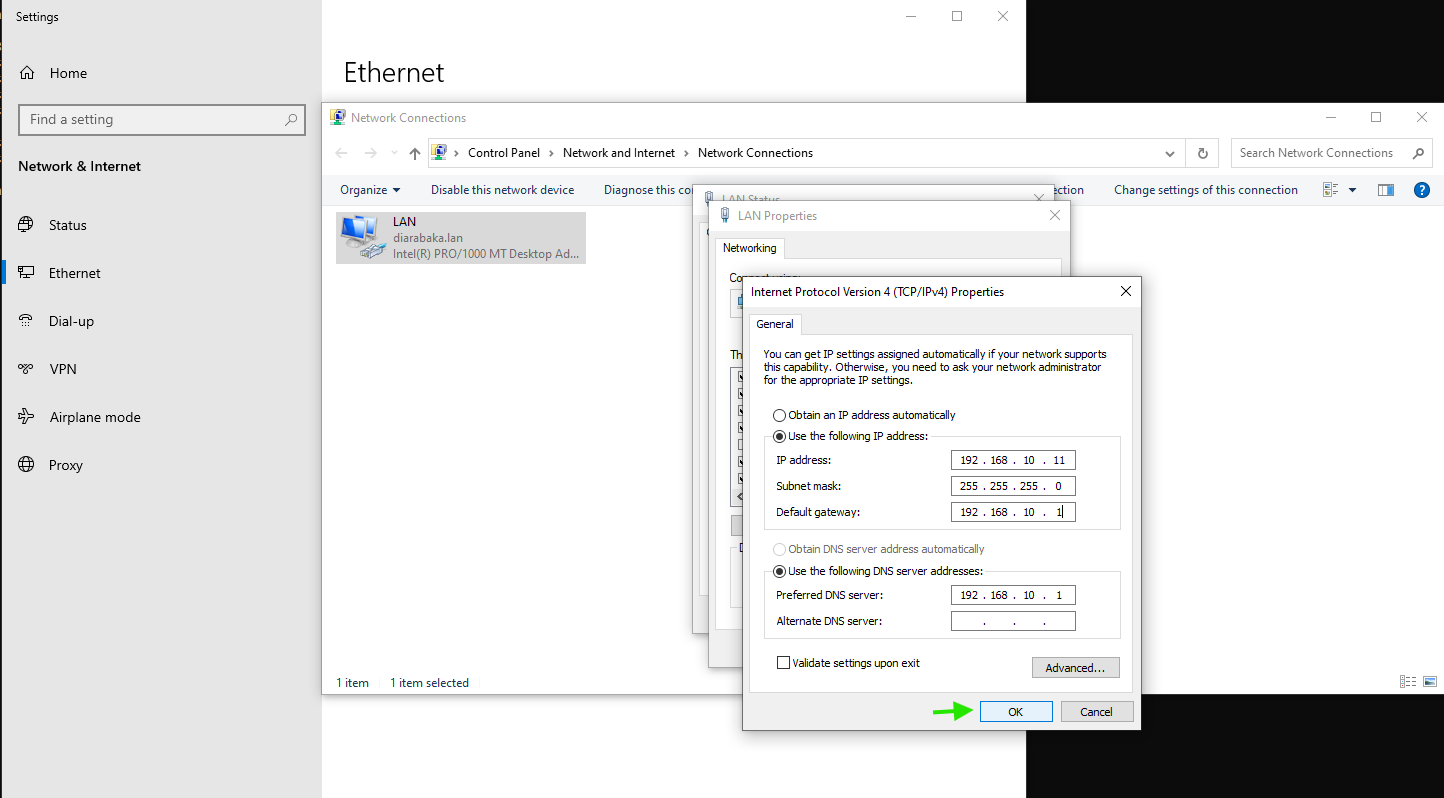 Settings
Home
Find a setting
Network & Internet
Status
Ethernet
Dial-up
VPN
Airplane mode
Proxy
Ethernet
Network Connections
Control Panel > Network and Internet > Network Connections
Search Network Connections
Organize
Disable this network device
Diagnose this co
ction
Change settings of this connection
LAN
diarabaka.lan
Intel(R) PRO/1000 MT Desktop Ad...
1 item
1 item selected
LAN Status
LAN Properties
Networking
Th
Internet Protocol Version 4 (TCP/IPv4) Properties
General
You can get IP settings assigned automatically if your network supports
this capability. Otherwise, you need to ask your network administrator
for the appropriate IP settings.
Obtain an IP address automatically
Use the following IP address:
IP address: 192 . 168 . 10 . 11
Subnet mask: 255 . 255 . 255 . 0
Default gateway: 192 . 168 . 10 . 1
Obtain DNS server address automatically
Use the following DNS server addresses:
Preferred DNS server: 192 . 168 . 10 . 1
Alternate DNS server: . . .
Validate settings upon exit
Advanced...
OK
Cancel